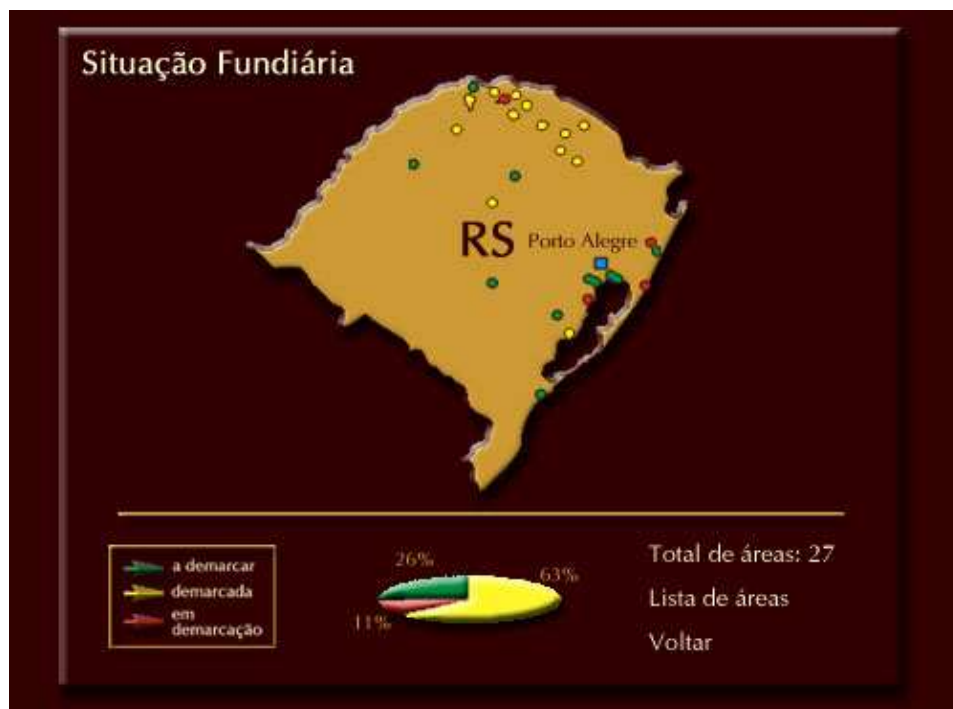 Situação Fundiária
RS Porto Alegre
26%
63%
11%
a demarcar
demarcada
em
demarcação
Total de áreas: 27
Lista de áreas
Voltar